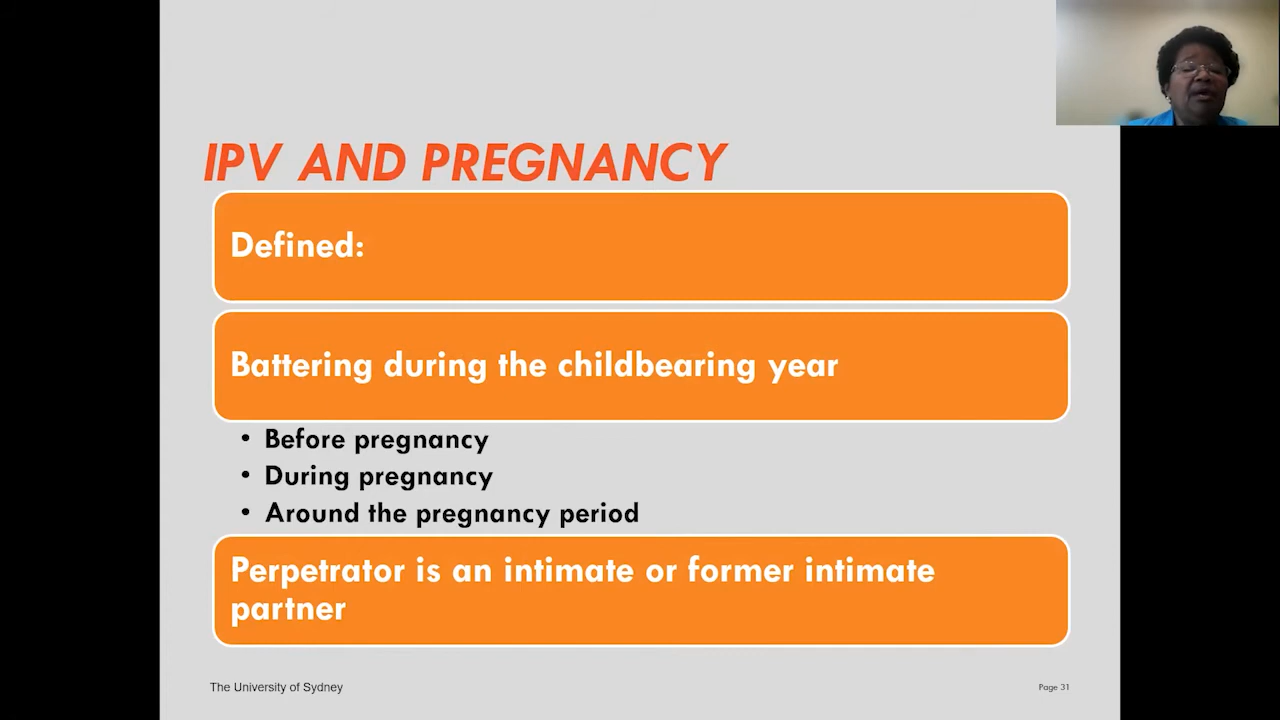 IPV AND PREGNANCY
Defined:
Battering during the childbearing year
• Before pregnancy
• During pregnancy
• Around the pregnancy period
Perpetrator is an intimate or former intimate
partner
The University of Sydney
Page 31